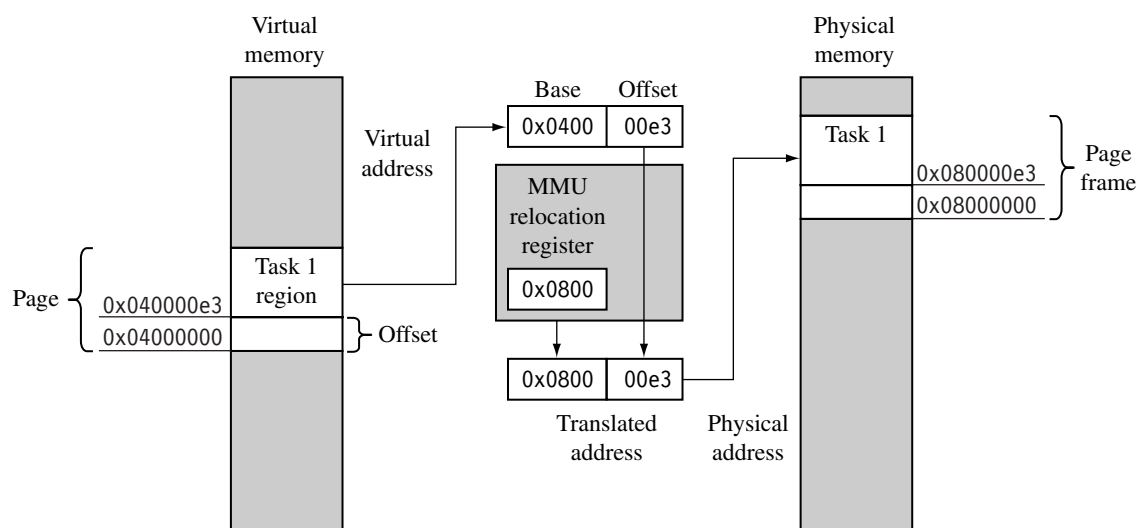 Virtual
memory
Physical
memory
Base
Offset
0x0400
00e3
Virtual
address
Task 1
MMU
relocation
register
0x0800
0x080000e3
0x08000000
Page
frame
Task 1
region
Page
0x040000e3
0x04000000
Offset
0x0800
00e3
Translated
address
Physical
address